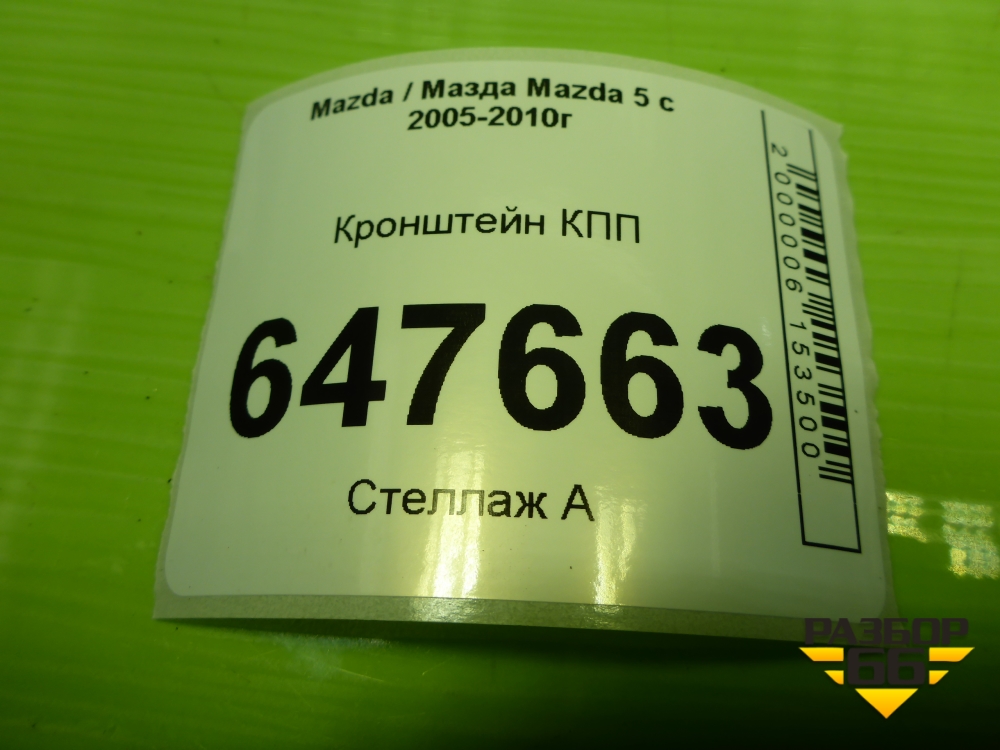 Mazda / Мазда Mazda 5 с
2005-2010г
Кронштейн КПП
647663
Стеллаж А
2000006153500
РАЗБОР
66